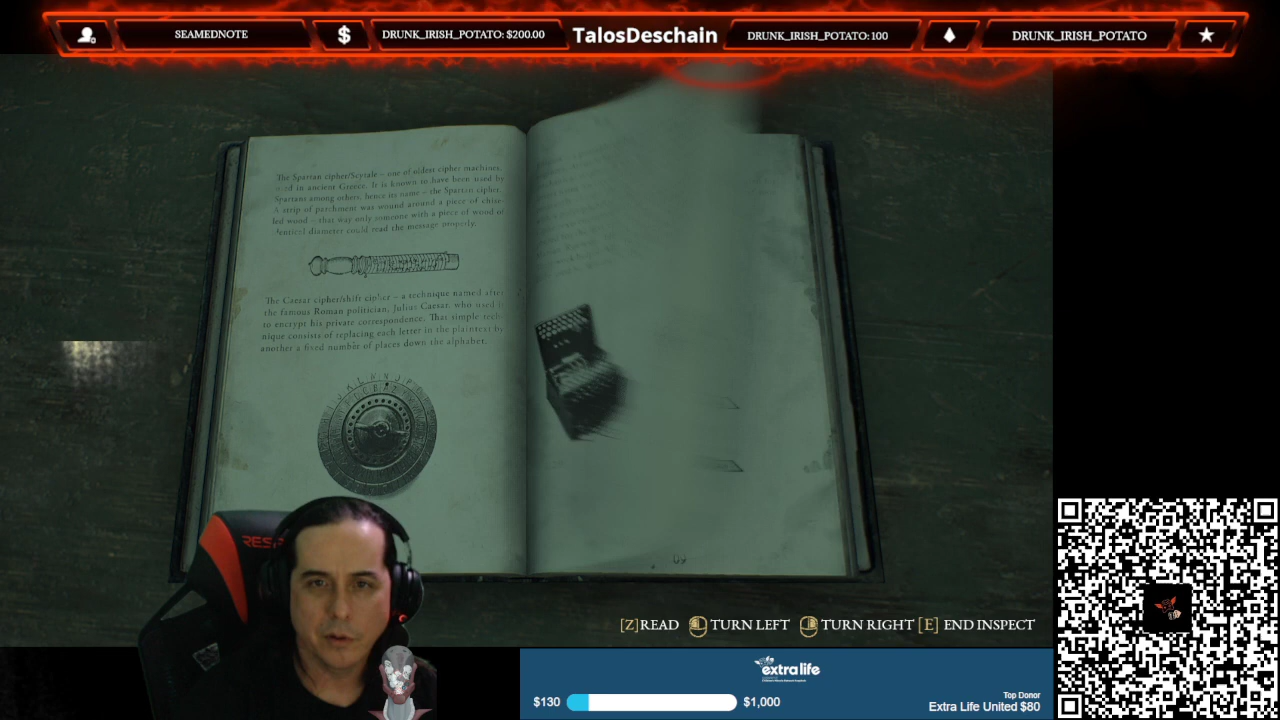 SEAMEDNOTE
$
DRUNK_IRISH_POTATO: $200.00
TalosDeschain
DRUNK_IRISH_POTATO: 100
DRUNK_IRISH_POTATO
The Spartan cipher/Scytale – one of oldest cipher machines,
used in ancient Greece. It is known to have been used by
Spartans among others, hence its name – the Spartan cipher.
A strip of parchment was wound around a piece of chise-
led wood – that way only someone with a piece of wood of
identical diameter could read the message properly.
The Caesar cipher/shift cipher – a technique named after
the famous Roman politician, Julius Caesar, who used it
to encrypt his private correspondence. That simple tech-
nique consists of replacing each letter in the plaintext by
another a fixed number of places down the alphabet.
[Z]READ TURN LEFT TURN RIGHT [E] END INSPECT
extralife
$130 $1,000
Top Donor
Extra Life United $80